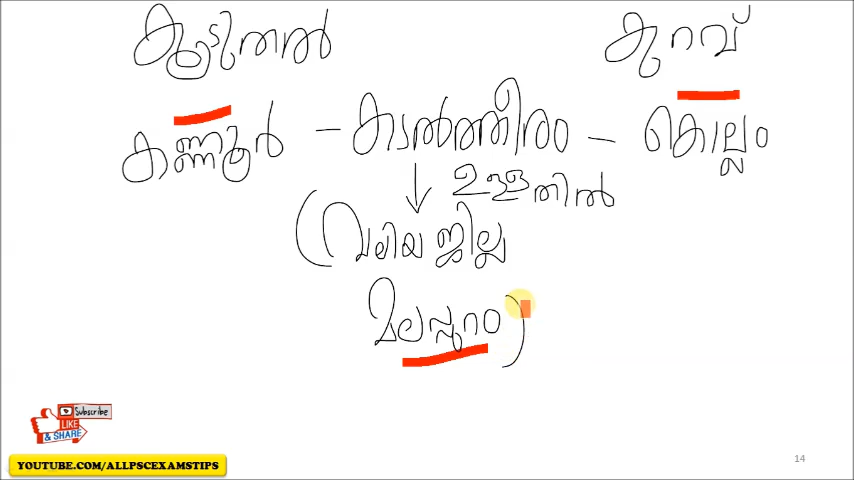 കൂടുതൽ കുറവ്
കണ്ണൂർ - കടൽത്തീരം - കൊല്ലം
ഉള്ളതിൽ
(വലിയ ജില്ല
മലപ്പുറം)
Subscribe
LIKE
& SHARE
YOUTUBE.COM/ALLPSCEXAMSTIPS
14